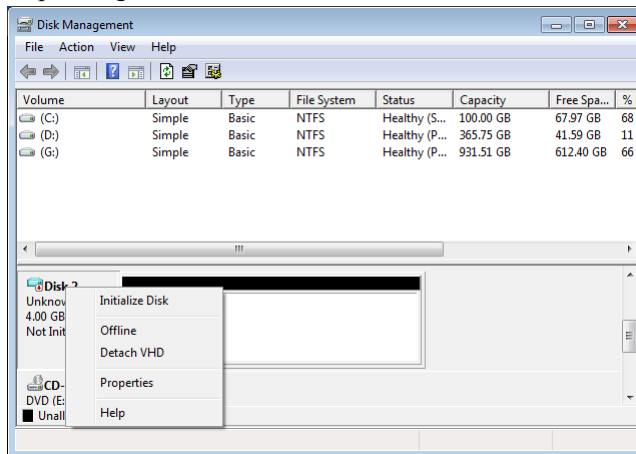 Disk Management
File Action View Help
Volume Layout Type File System Status Capacity Free Spa... %
(C:) Simple Basic NTFS Healthy (S... 100.00 GB 67.97 GB 68
(D:) Simple Basic NTFS Healthy (P... 365.75 GB 41.59 GB 11
(G:) Simple Basic NTFS Healthy (P... 931.51 GB 612.40 GB 66
Disk 2
Unknow
4.00 GB
Not Init
Initialize Disk
Offline
Detach VHD
Properties
Help
CD-
DVD (E:
Unall